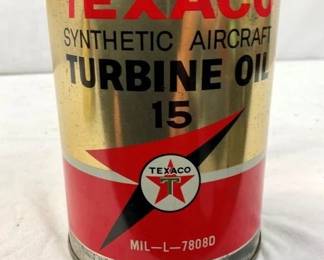 TEXACO
SYNTHETIC AIRCRAFT
TURBINE OIL
15
TEXACO
T
MIL—L—7808D